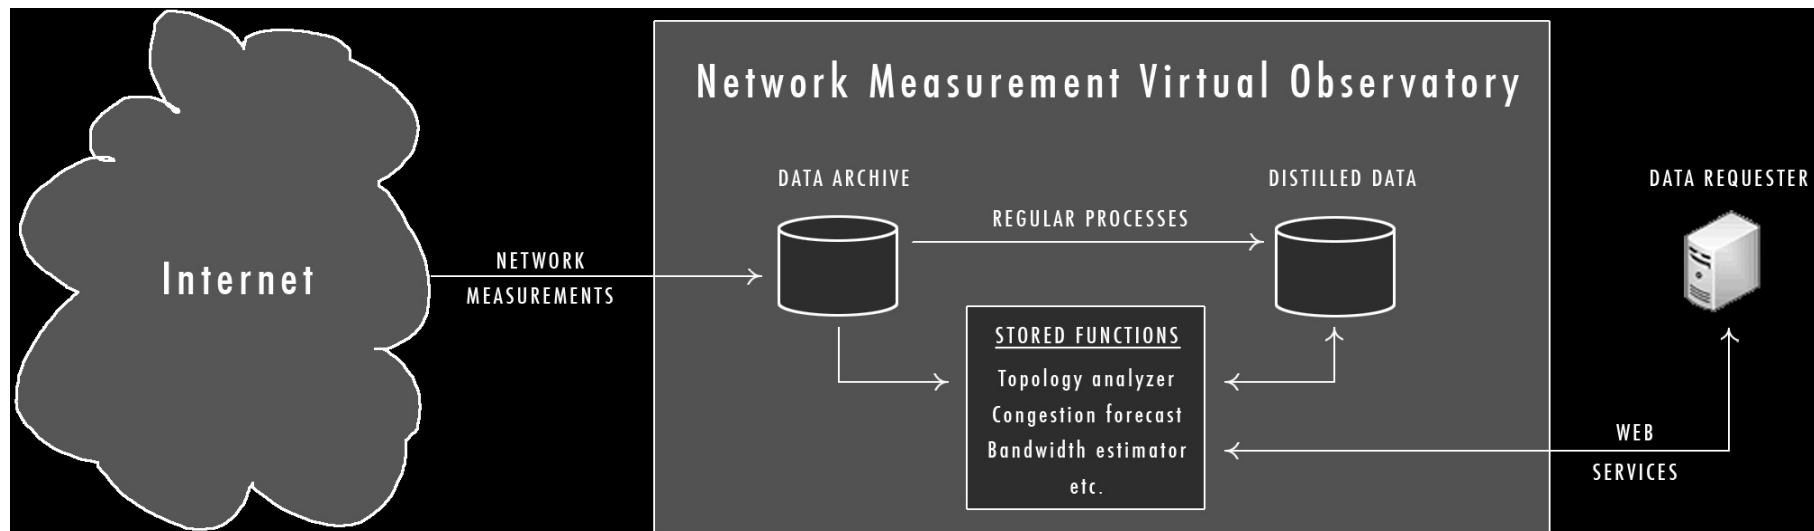 Network Measurement Virtual Observatory
DATA ARCHIVE
DISTILLED DATA
DATA REQUESTER
REGULAR PROCESSES
Internet
NETWORK
MEASUREMENTS
STORED FUNCTIONS
Topology analyzer
Congestion forecast
Bandwidth estimator
etc.
WEB
SERVICES